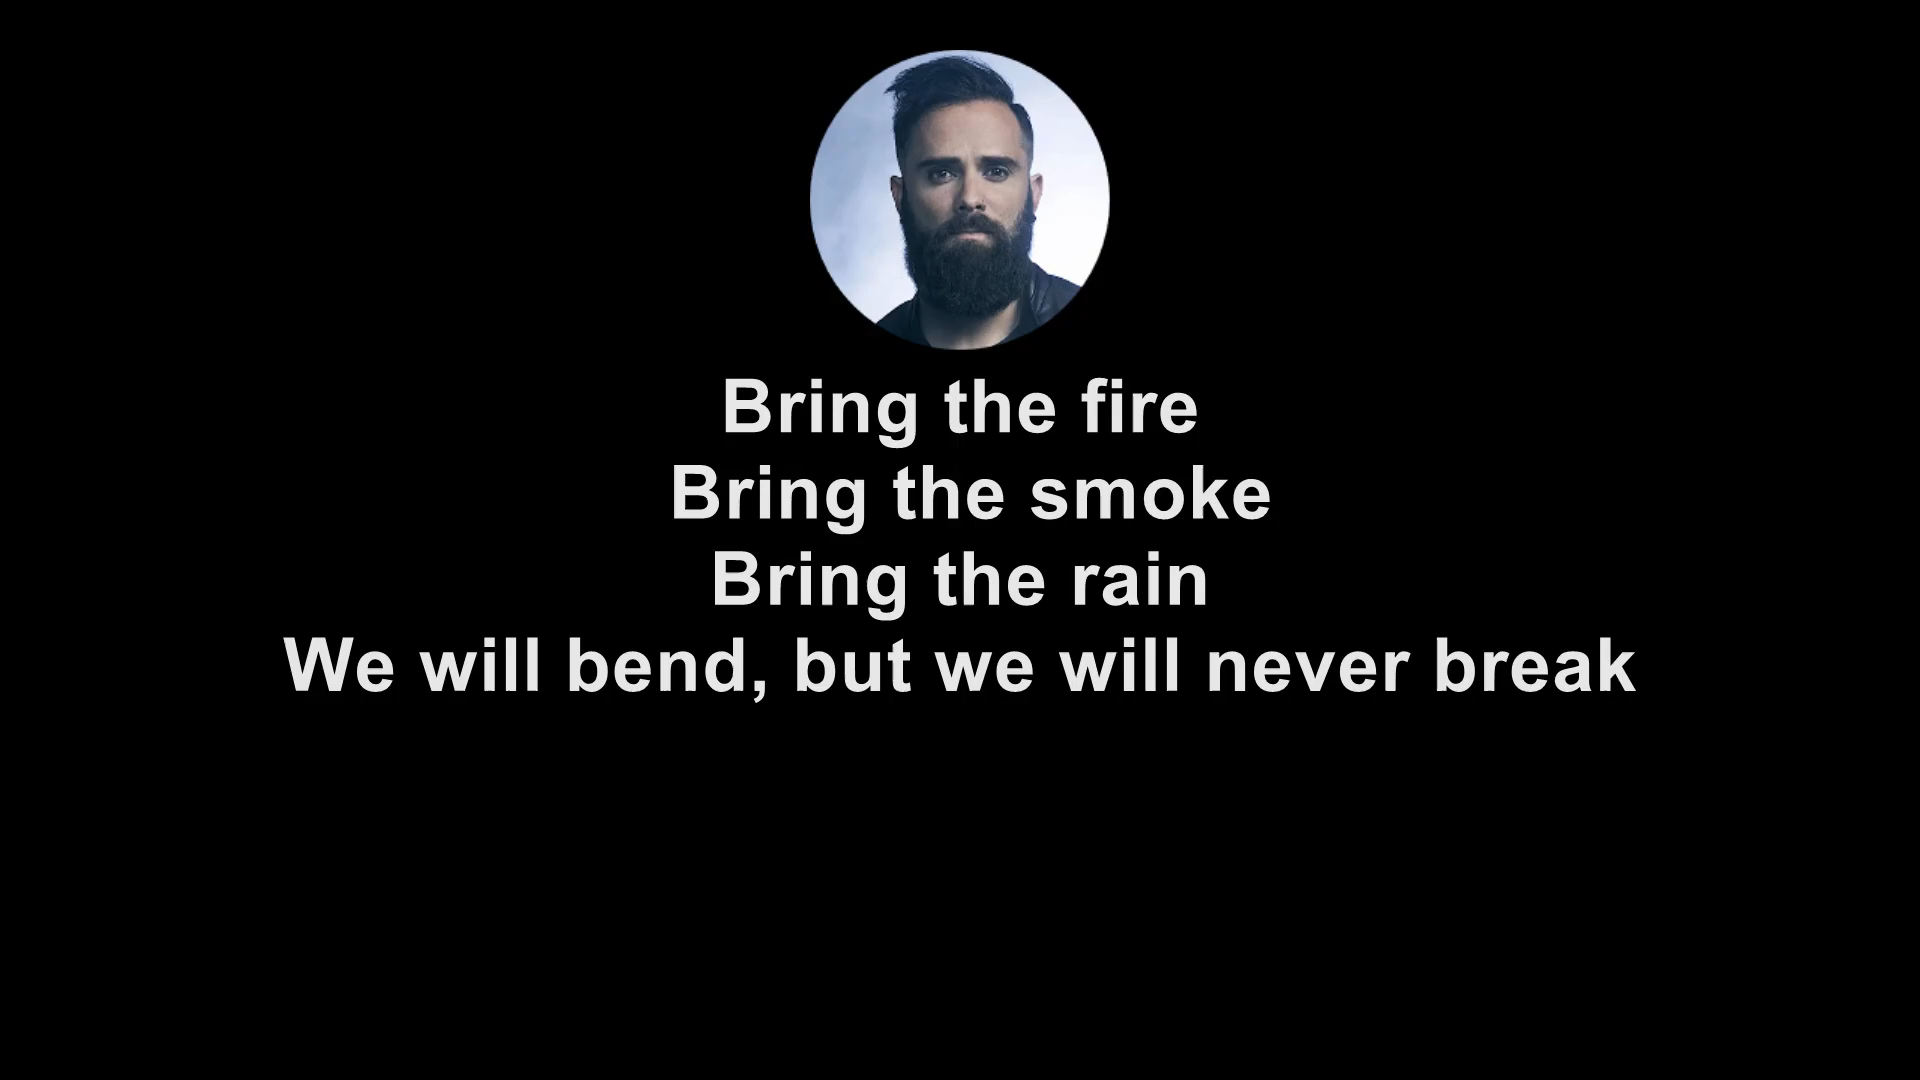 Bring the fire
Bring the smoke
Bring the rain
We will bend, but we will never break